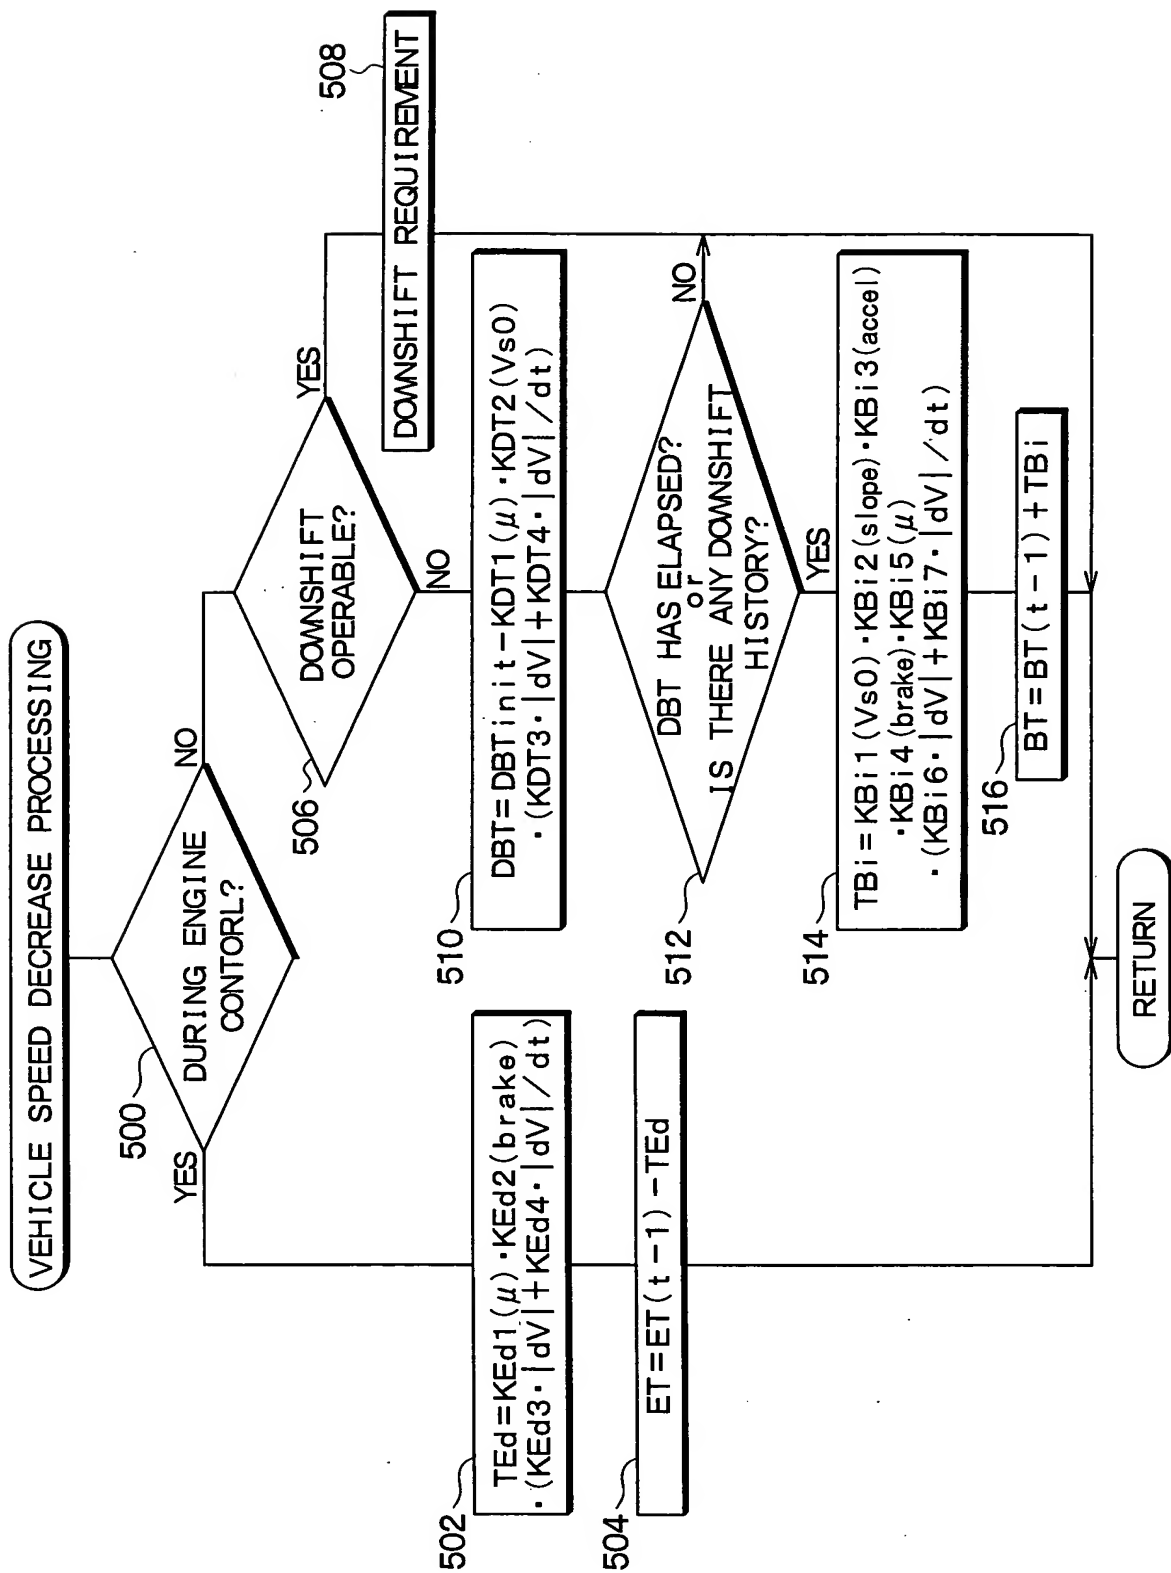 VEHICLE SPEED DECREASE PROCESSING
500
DURING ENGINE
CONTORL?
YES
NO
502
TEd=KEd1(μ)・KEd2(brake)
・(KEd3・|dV|+KEd4・|dV|/dt)
504
ET=ET(t-1)-TEd
506
DOWNSHIFT
OPERABLE?
YES
NO
508
DOWNSHIFT REQUIREMENT
510
DBT=DBTinit-KDT1(μ)・KDT2(Vs0)
・(KDT3・|dV|+KDT4・|dV|/dt)
512
DBT HAS ELAPSED?
or
IS THERE ANY DOWNSHIFT
HISTORY?
NO
YES
514
TBi=KBi1(Vs0)・KBi2(slope)・KBi3(accel)
・KBi4(brake)・KBi5(μ)
・(KBi6・|dV|+KBi7・|dV|/dt)
516
BT=BT(t-1)+TBi
RETURN